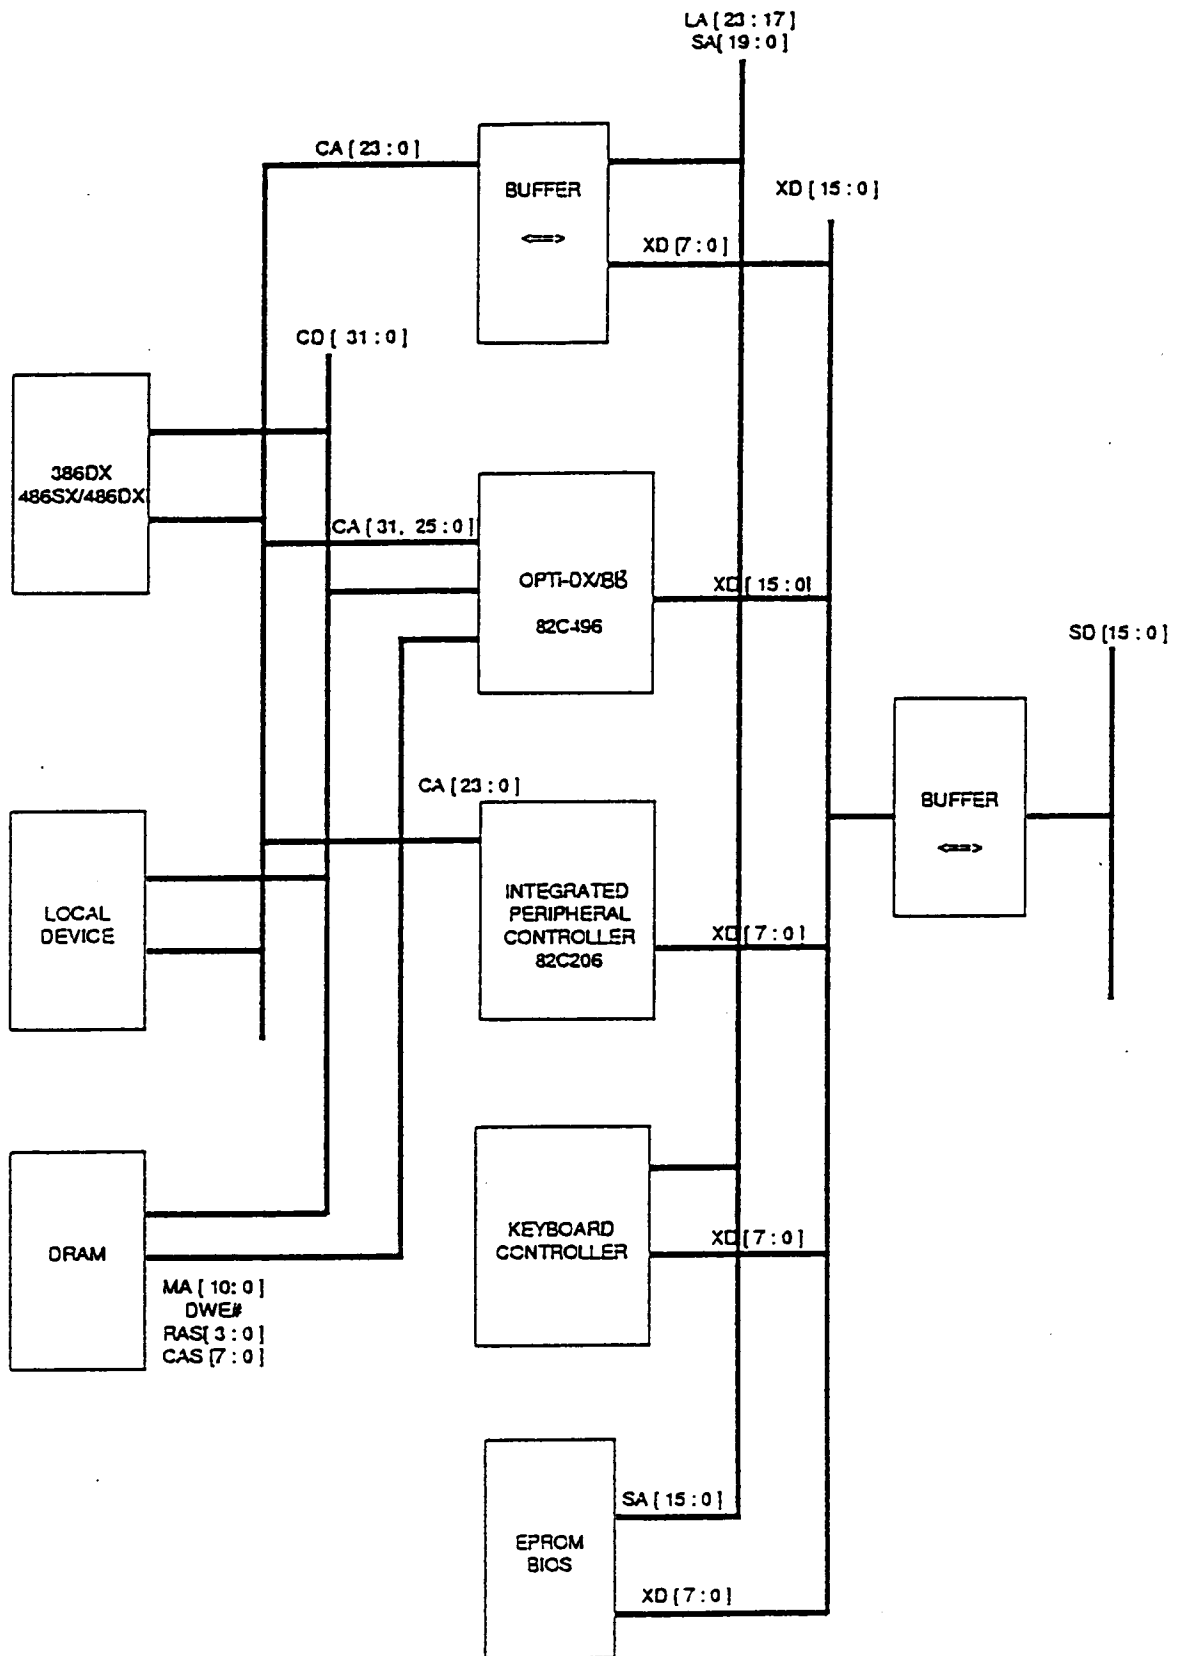 LA [ 23 : 17 ]
SA[ 19 : 0 ]
CA [ 23 : 0 ]
BUFFER
<==>
XD [ 15 : 0 ]
XD [ 7 : 0 ]
CD [ 31 : 0 ]
386DX
486SX/486DX
CA [ 31, 25 : 0 ]
OPTi-DX/BB
82C496
XD [ 15 : 0 ]
SD [ 15 : 0 ]
CA [ 23 : 0 ]
BUFFER
<==>
LOCAL
DEVICE
INTEGRATED
PERIPHERAL
CONTROLLER
82C206
XD [ 7 : 0 ]
DRAM
KEYBOARD
CONTROLLER
XD [ 7 : 0 ]
MA [ 10: 0 ]
DWE#
RAS[ 3 : 0 ]
CAS [7 : 0 ]
SA [ 15 : 0 ]
EPROM
BIOS
XD [ 7 : 0 ]